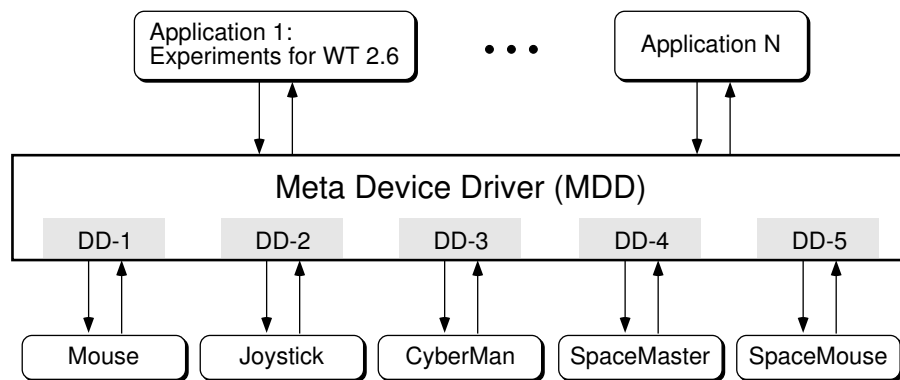 Application 1:
Experiments for WT 2.6
Application N
Meta Device Driver (MDD)
DD-1
DD-2
DD-3
DD-4
DD-5
Mouse
Joystick
CyberMan
SpaceMaster
SpaceMouse